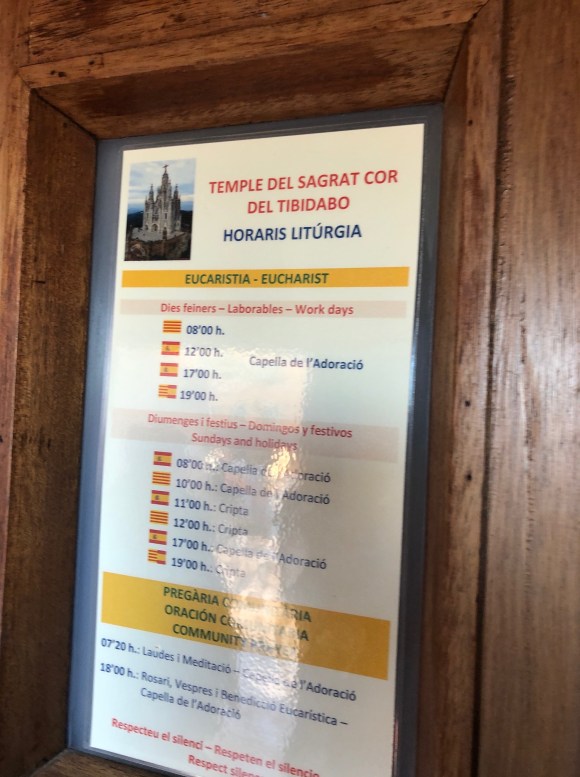 TEMPLE DEL SAGRAT COR
DEL TIBIDABO
HORARIS LITÚRGIA
EUCARISTIA - EUCHARIST
Dies feiners – Laborables – Work days
08'00 h.
12'00 h.
Capella de l'Adoració
17'00 h.
19'00 h.
Diumenges i festius – Domingos y festivos
Sundays and holidays
08'00 h.: Capella de l'Adoració
10'00 h.: Capella de l'Adoració
11'00 h.: Cripta
12'00 h.: Cripta
17'00 h.: Capella de l'Adoració
19'00 h.: Cripta
PREGÀRIA
ORACIÓN
COMMUNITY
07'20 h.: Laudes i Meditació – Capella de l'Adoració
18'00 h.: Rosari, Vespres i Benedicció Eucarística –
Capella de l'Adoració
Respecteu el silenci – Respeten el silencio
Respect silence